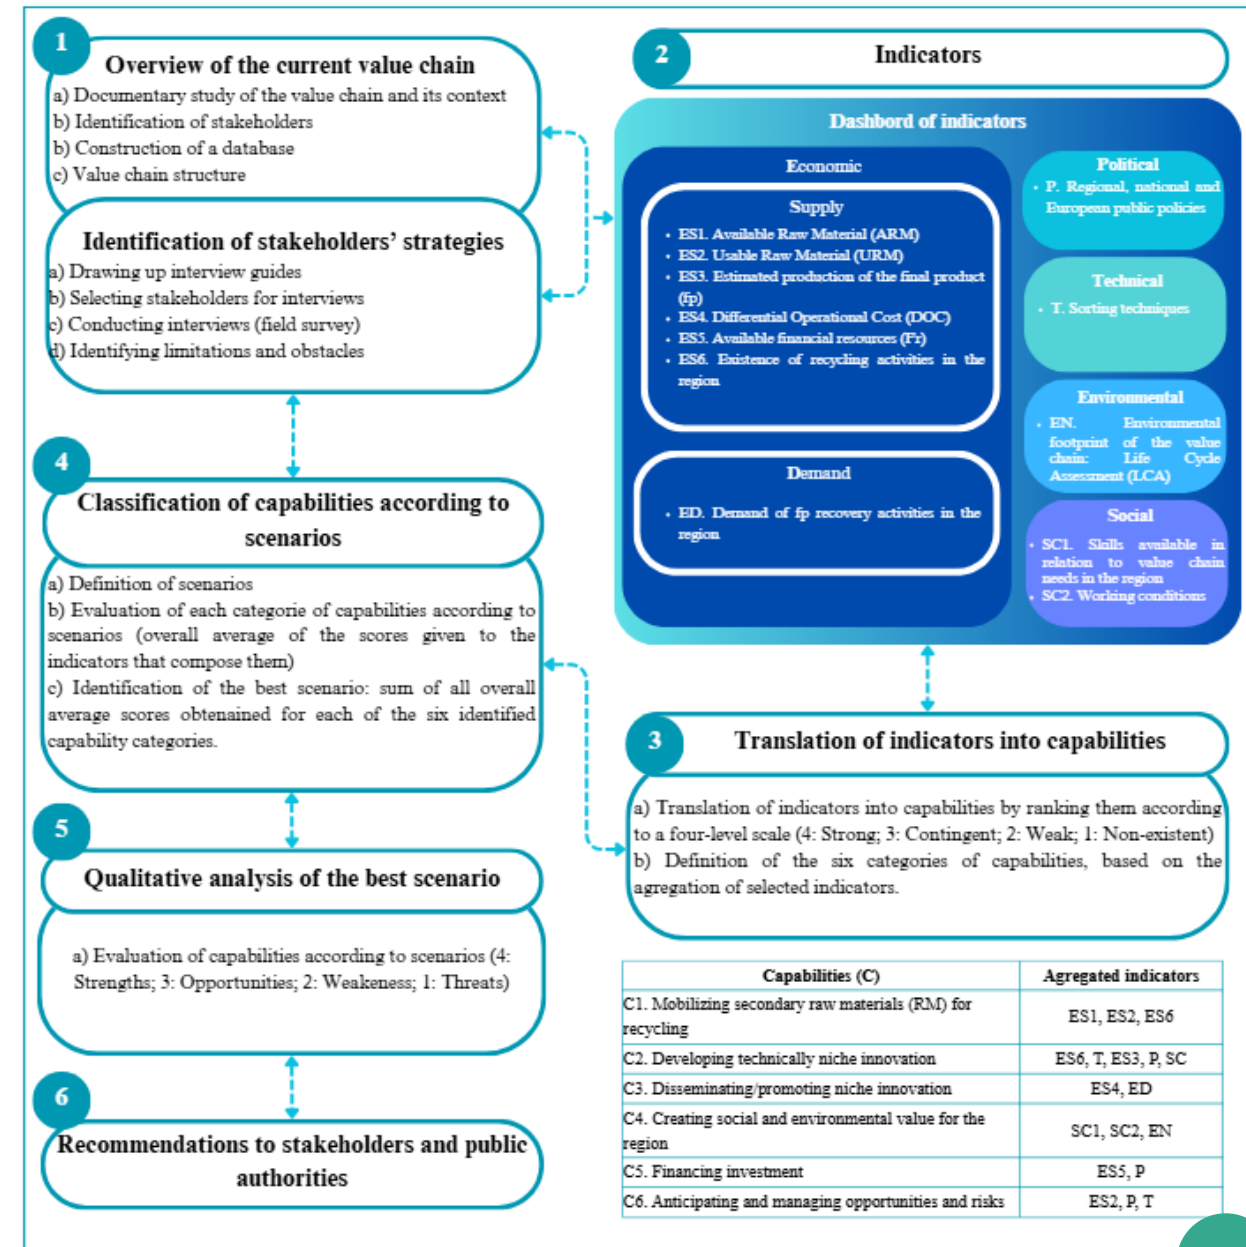 1
Overview of the current value chain
a) Documentary study of the value chain and its context
b) Identification of stakeholders
b) Construction of a database
c) Value chain structure
Identification of stakeholders’ strategies
a) Drawing up interview guides
b) Selecting stakeholders for interviews
c) Conducting interviews (field survey)
d) Identifying limitations and obstacles
2
Indicators
Dashbord of indicators
Economic
Supply
• ES1. Available Raw Material (ARM)
• ES2. Usable Raw Material (URM)
• ES3. Estimated production of the final product
(fp)
• ES4. Differential Operational Cost (DOC)
• ES5. Available financial resources (Fr)
• ES6. Existence of recycling activities in the
region
Demand
• ED. Demand of fp recovery activities in the
region
Political
• P. Regional, national and
European public policies
Technical
• T. Sorting techniques
Environmental
• EN. Environmental
footprint of the value
chain: Life Cycle
Assessment (LCA)
Social
• SC1. Skills available in
relation to value chain
needs in the region
• SC2. Working conditions
3
Translation of indicators into capabilities
a) Translation of indicators into capabilities by ranking them according
to a four-level scale (4: Strong; 3: Contingent; 2: Weak; 1: Non-existent)
b) Definition of the six categories of capabilities, based on the
agregation of selected indicators.
Capabilities (C) Agregated indicators
C1. Mobilizing secondary raw materials (RM) for
recycling ES1, ES2, ES6
C2. Developing technically niche innovation ES6, T, ES3, P, SC
C3. Disseminating/promoting niche innovation ES4, ED
C4. Creating social and environmental value for the
region SC1, SC2, EN
C5. Financing investment ES5, P
C6. Anticipating and managing opportunities and risks ES2, P, T
4
Classification of capabilities according to
scenarios
a) Definition of scenarios
b) Evaluation of each categorie of capabilities according to
scenarios (overall average of the scores given to the
indicators that compose them)
c) Identification of the best scenario: sum of all overall
average scores obtenained for each of the six identified
capability categories.
5
Qualitative analysis of the best scenario
a) Evaluation of capabilities according to scenarios (4:
Strengths; 3: Opportunities; 2: Weakeness; 1: Threats)
6
Recommendations to stakeholders and public
authorities